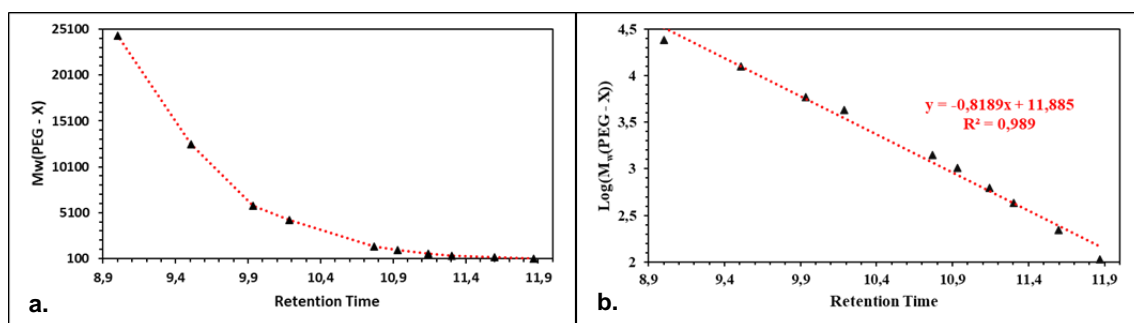 25100
20100
15100
10100
5100
100
Mw(PEG - X)
8,9 9,4 9,9 10,4 10,9 11,4 11,9
Retention Time
a.
4,5
4
3,5
3
2,5
2
Log(Mw(PEG - X))
y = -0,8189x + 11,885
R² = 0,989
8,9 9,4 9,9 10,4 10,9 11,4 11,9
Retention Time
b.